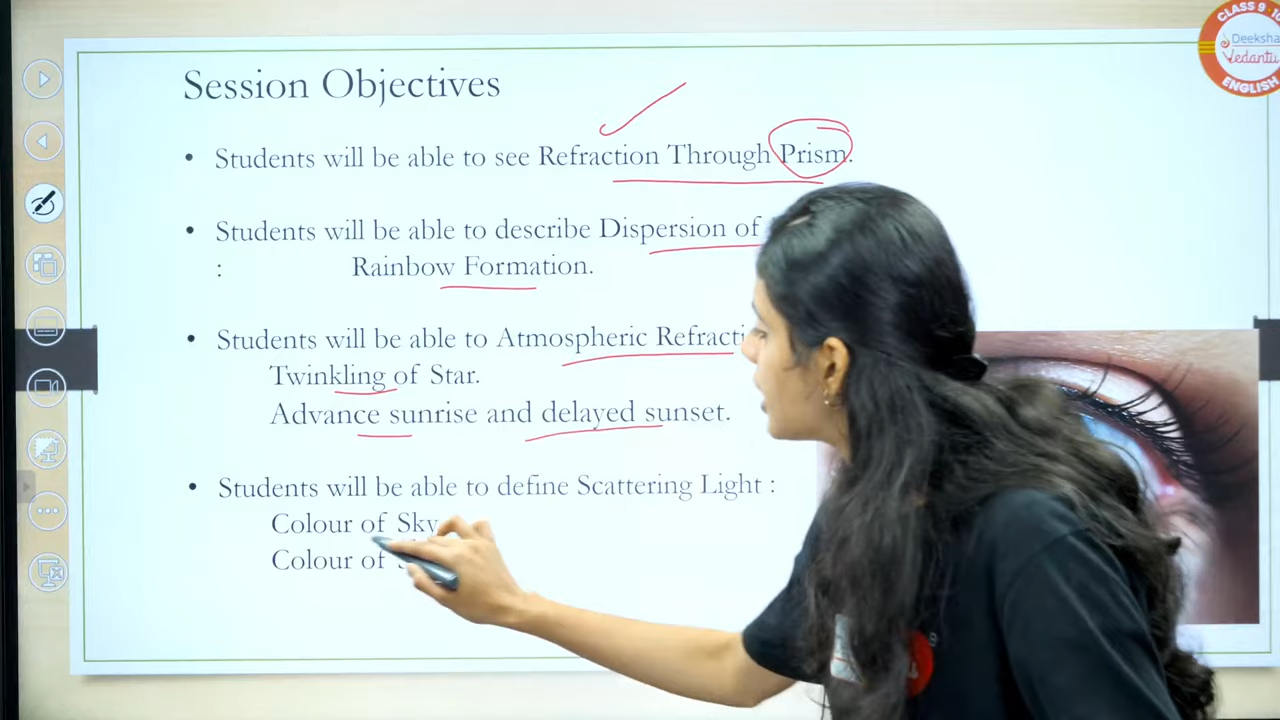 CLASS 9-10
Deeksha
Vedantu
ENGLISH
Session Objectives
• Students will be able to see Refraction Through Prism.
• Students will be able to describe Dispersion of
: Rainbow Formation.
• Students will be able to Atmospheric Refracti
Twinkling of Star.
Advance sunrise and delayed sunset.
• Students will be able to define Scattering Light :
Colour of Sky
Colour of